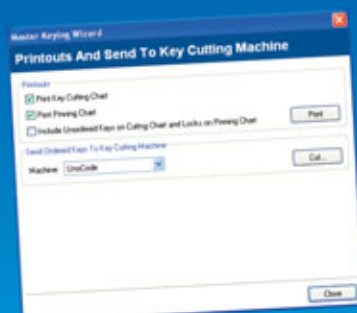 Master Keying Wizard
Printouts And Send To Key Cutting Machine
Printouts
Print Key Cutting Chart
Print Pinning Chart
Include Unordered Keys on Cutting Chart and Locks on Pinning Chart
Print
Send Ordered Keys To Key Cutting Machine
Machine: UnoCode
Cut...
Close